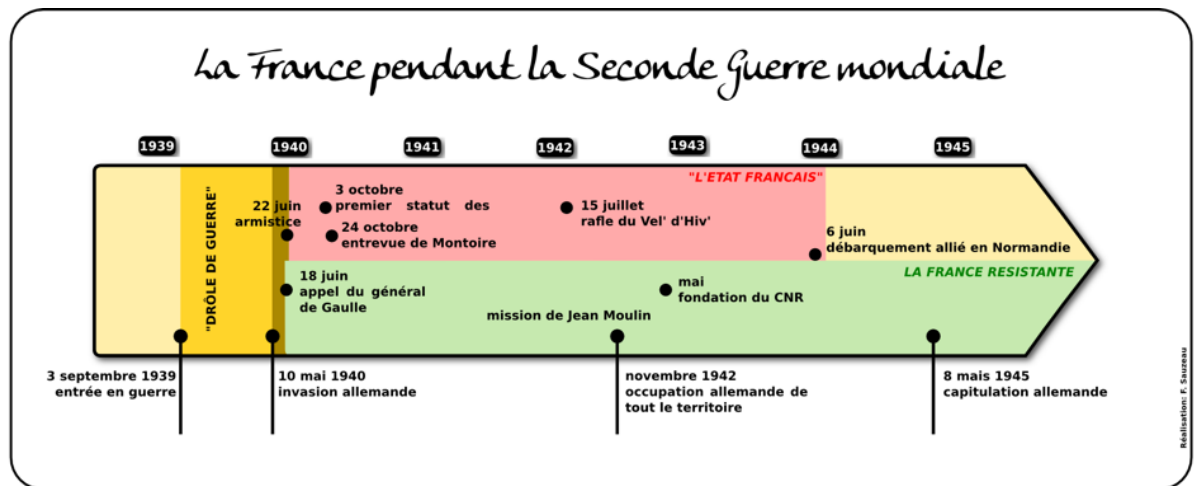 La France pendant la Seconde Guerre mondiale
1939
1940
1941
1942
1943
1944
1945
"L'ETAT FRANCAIS"
"DRÔLE DE GUERRE"
22 juin
armistice
3 octobre
premier statut des
24 octobre
entrevue de Montoire
15 juillet
rafle du Vel' d'Hiv'
6 juin
débarquement allié en Normandie
LA FRANCE RESISTANTE
18 juin
appel du général
de Gaulle
mai
fondation du CNR
mission de Jean Moulin
3 septembre 1939
entrée en guerre
10 mai 1940
invasion allemande
novembre 1942
occupation allemande de
tout le territoire
8 mais 1945
capitulation allemande
Réalisation: F. Sauzeau